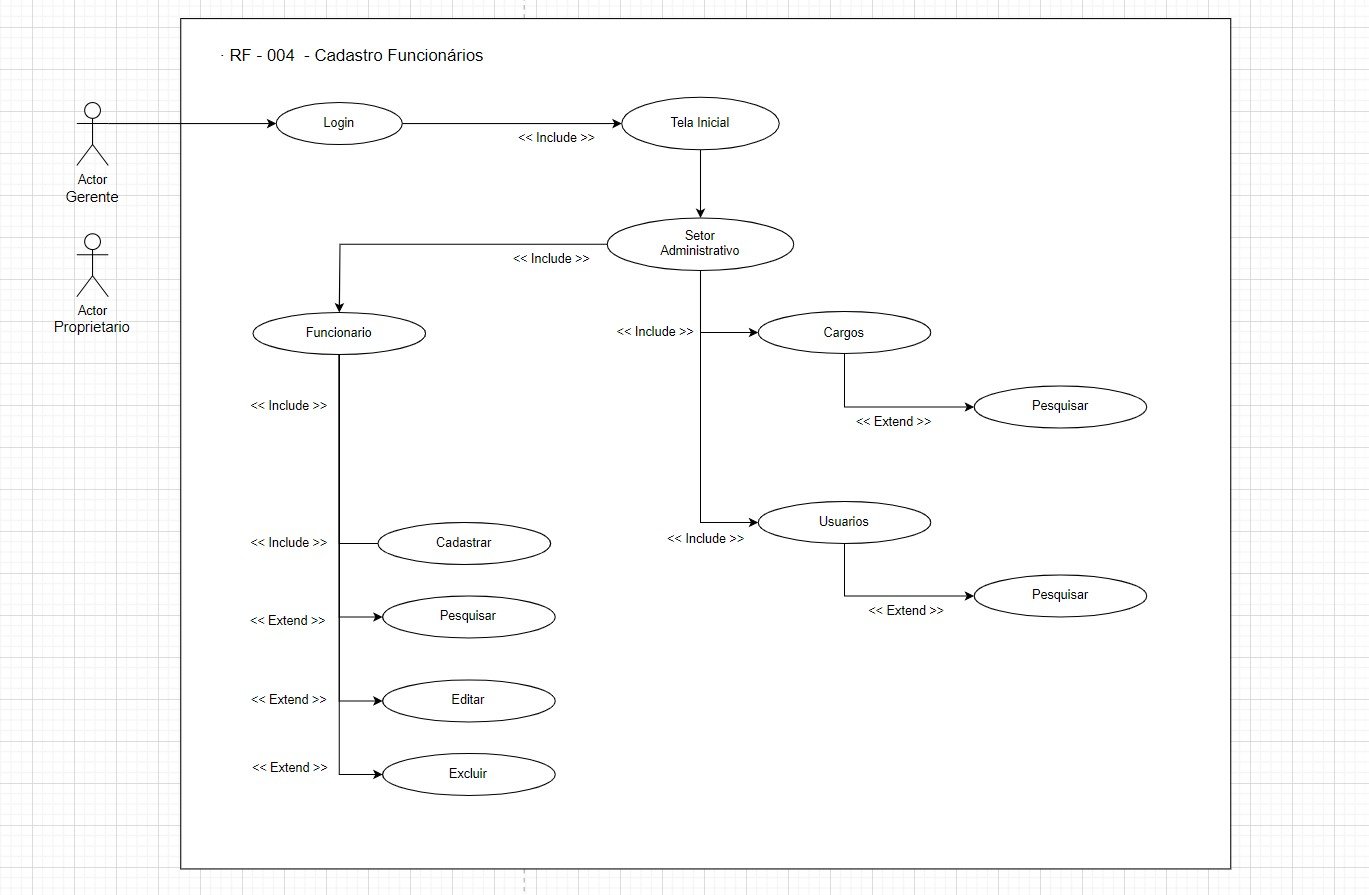 · RF - 004 - Cadastro Funcionários
Login
<< Include >>
Tela Inicial
Actor
Gerente
Setor
Administrativo
<< Include >>
Actor
Proprietario
Funcionario
<< Include >>
Cargos
<< Include >>
Pesquisar
<< Extend >>
Usuarios
<< Include >>
<< Include >>
Cadastrar
Pesquisar
<< Extend >>
<< Extend >>
Pesquisar
<< Extend >>
Editar
<< Extend >>
Excluir